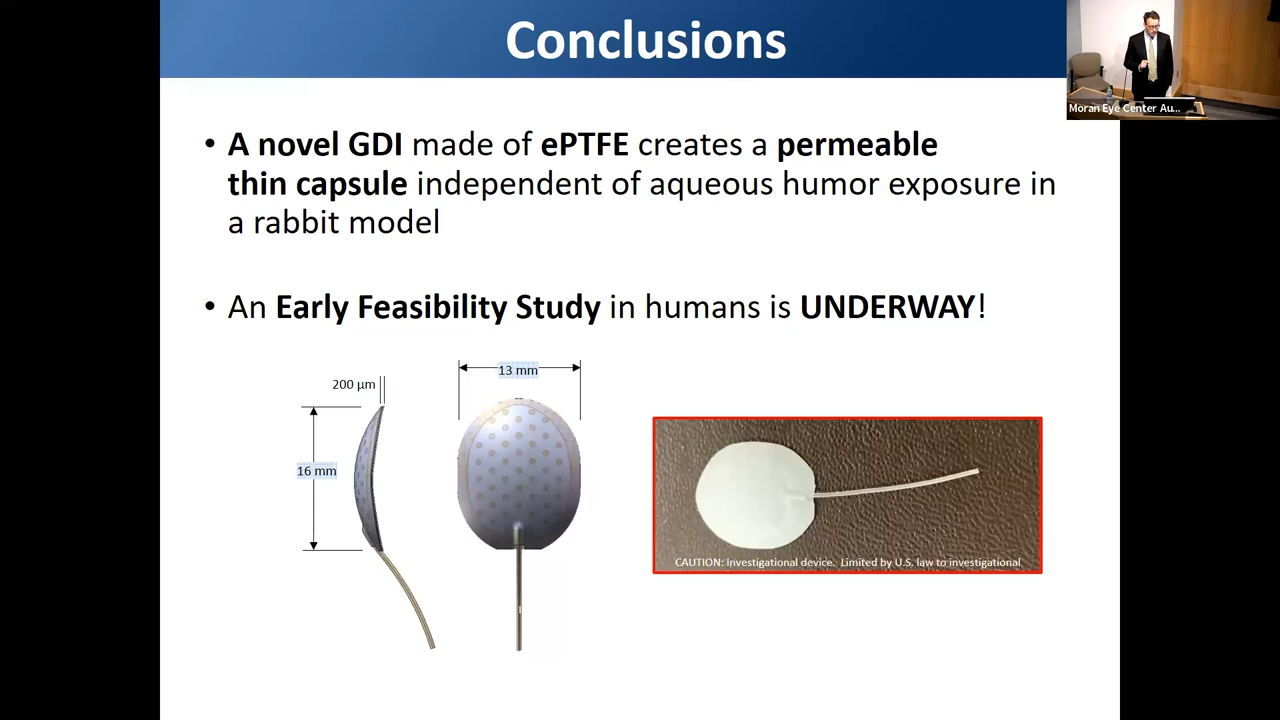 Conclusions
Moran Eye Center Au...
• A novel GDI made of ePTFE creates a permeable
thin capsule independent of aqueous humor exposure in
a rabbit model
• An Early Feasibility Study in humans is UNDERWAY!
13 mm
200 µm
16 mm
CAUTION: Investigational device. Limited by U.S. law to investigational